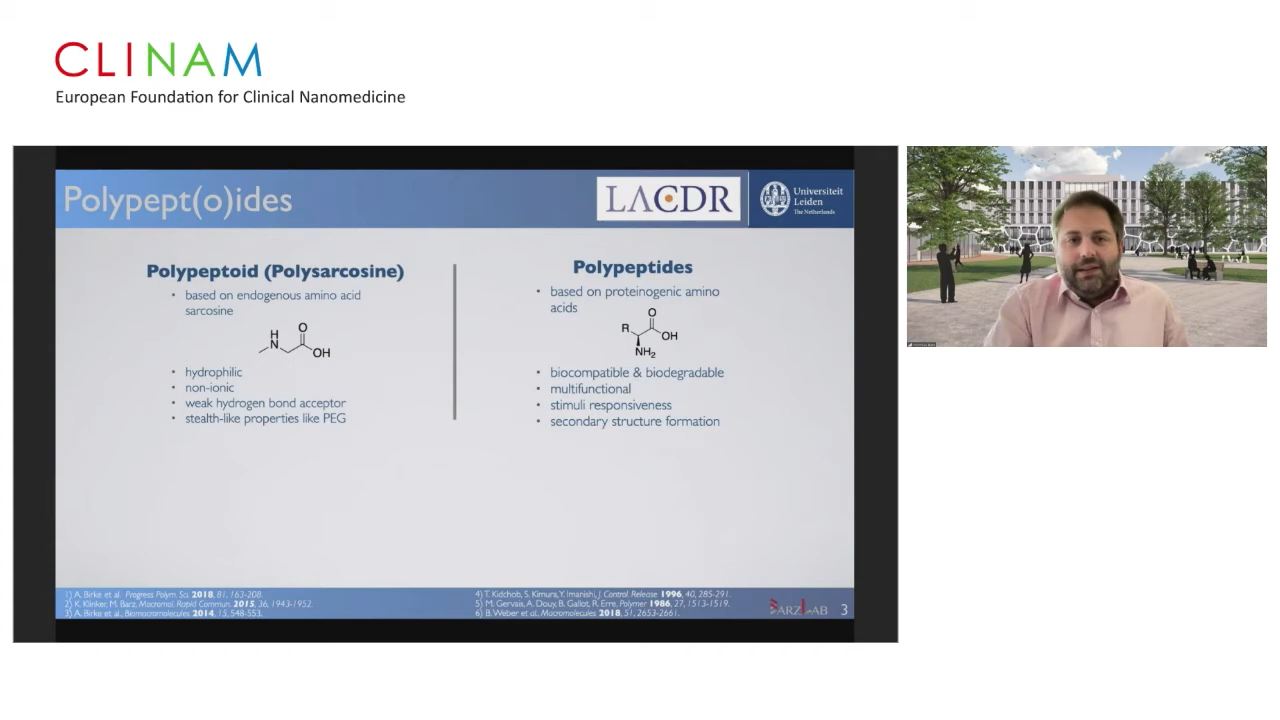 CLINAM
European Foundation for Clinical Nanomedicine
Polypept(o)ides
LACDR
Universiteit
Leiden
The Netherlands
Polypeptoid (Polysarcosine)
• based on endogenous amino acid
sarcosine
H
N
O
OH
• hydrophilic
• non-ionic
• weak hydrogen bond acceptor
• stealth-like properties like PEG
Polypeptides
• based on proteinogenic amino
acids
O
R
OH
NH2
• biocompatible & biodegradable
• multifunctional
• stimuli responsiveness
• secondary structure formation
1) A. Birke et al. Progress Polym. Sci. 2018, 81, 163-208.
2) K. Klinker, M. Barz, Macromol. Rapid Commun. 2015, 36, 1943-1952.
3) A. Birke et al., Biomacromolecules 2014, 15, 548-553.
4) T. Kidchob, S. Kimura, Y. Imanishi, J. Control. Release 1996, 40, 285-291.
5) M. Gervais, A. Douy, B. Gallot, R. Erre, Polymer 1986, 27, 1513-1519.
6) B. Weber et al., Macromolecules 2018, 51, 2653-2661.
BARZLAB
3